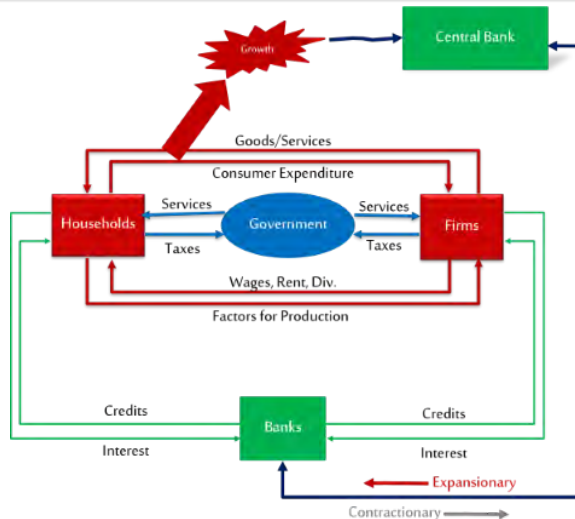 Growth
Central Bank
Goods/Services
Consumer Expenditure
Services
Services
Households
Government
Firms
Taxes
Taxes
Wages, Rent, Div.
Factors for Production
Credits
Credits
Banks
Interest
Interest
Expansionary
Contractionary